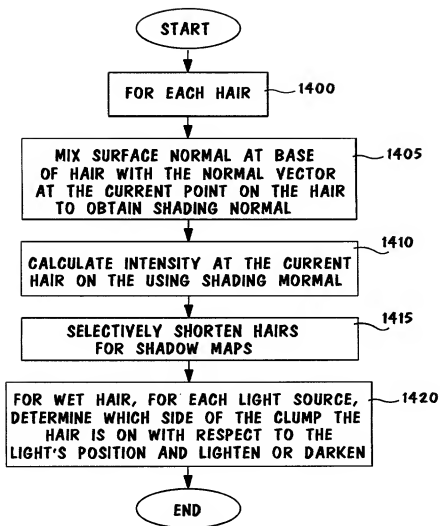 START
FOR EACH HAIR
1400
MIX SURFACE NORMAL AT BASE
OF HAIR WITH THE NORMAL VECTOR
AT THE CURRENT POINT ON THE HAIR
TO OBTAIN SHADING NORMAL
1405
CALCULATE INTENSITY AT THE CURRENT
HAIR ON THE USING SHADING MORMAL
1410
SELECTIVELY SHORTEN HAIRS
FOR SHADOW MAPS
1415
FOR WET HAIR, FOR EACH LIGHT SOURCE,
DETERMINE WHICH SIDE OF THE CLUMP THE
HAIR IS ON WITH RESPECT TO THE
LIGHT'S POSITION AND LIGHTEN OR DARKEN
1420
END